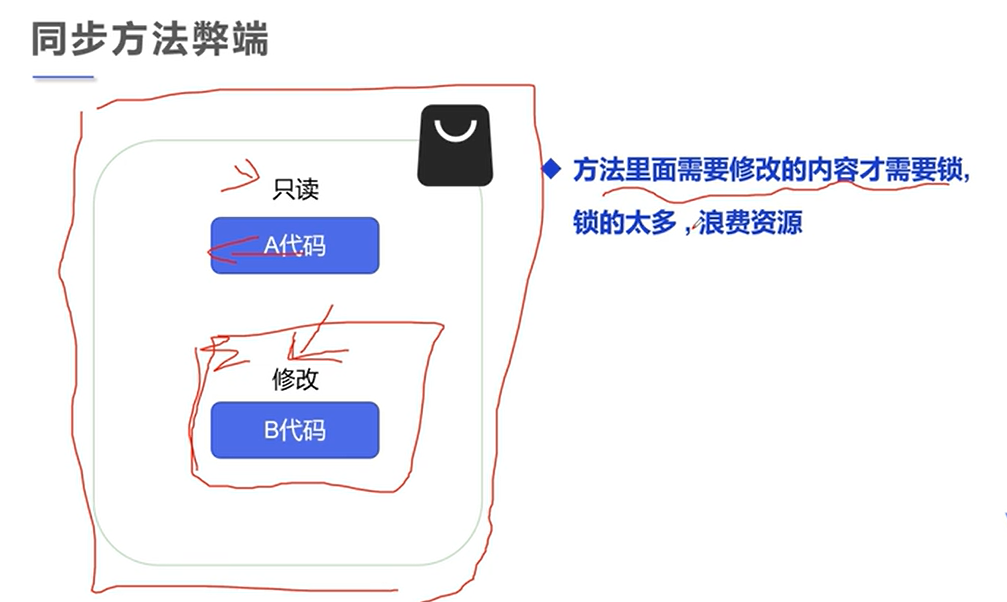 同步方法弊端
只读
A代码
修改
B代码
方法里面需要修改的内容才需要锁,
锁的太多,浪费资源